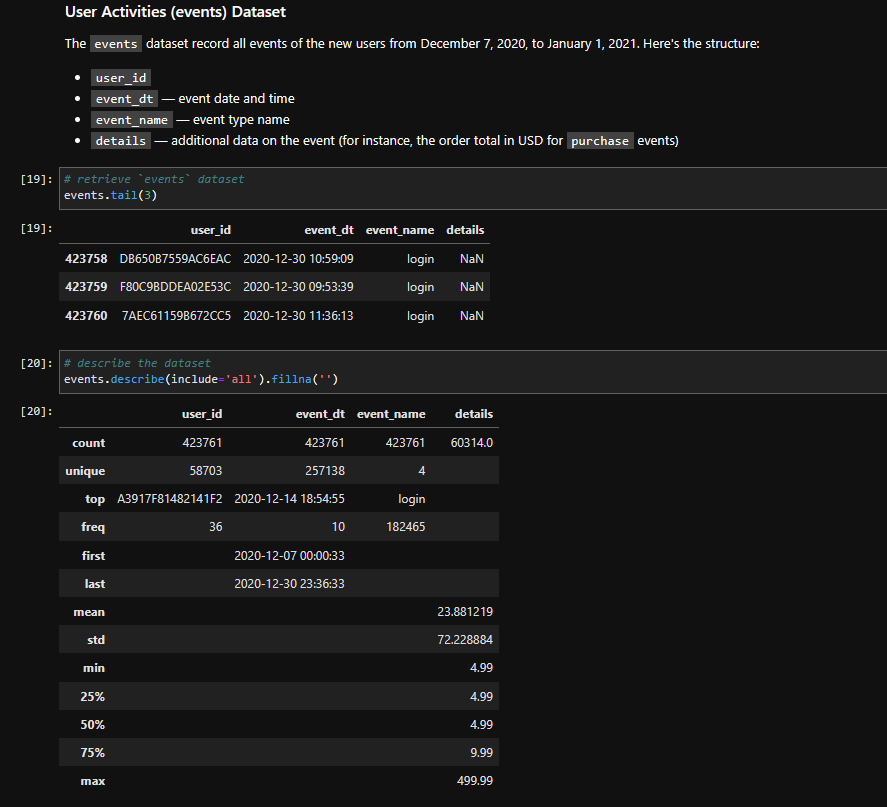 User Activities (events) Dataset
The events dataset record all events of the new users from December 7, 2020, to January 1, 2021. Here's the structure:
• user_id
• event_dt — event date and time
• event_name — event type name
• details — additional data on the event (for instance, the order total in USD for purchase events)
[19]: # retrieve `events` dataset
events.tail(3)
[19]: user_id event_dt event_name details
423758 DB650B7559AC6EAC 2020-12-30 10:59:09 login NaN
423759 F80C9BDDEA02E53C 2020-12-30 09:53:39 login NaN
423760 7AEC61159B672CC5 2020-12-30 11:36:13 login NaN
[20]: # describe the dataset
events.describe(include='all').fillna('')
[20]: user_id event_dt event_name details
count 423761 423761 423761 60314.0
unique 58703 257138 4
top A3917F81482141F2 2020-12-14 18:54:55 login
freq 36 10 182465
first 2020-12-07 00:00:33
last 2020-12-30 23:36:33
mean 23.881219
std 72.228884
min 4.99
25% 4.99
50% 4.99
75% 9.99
max 499.99